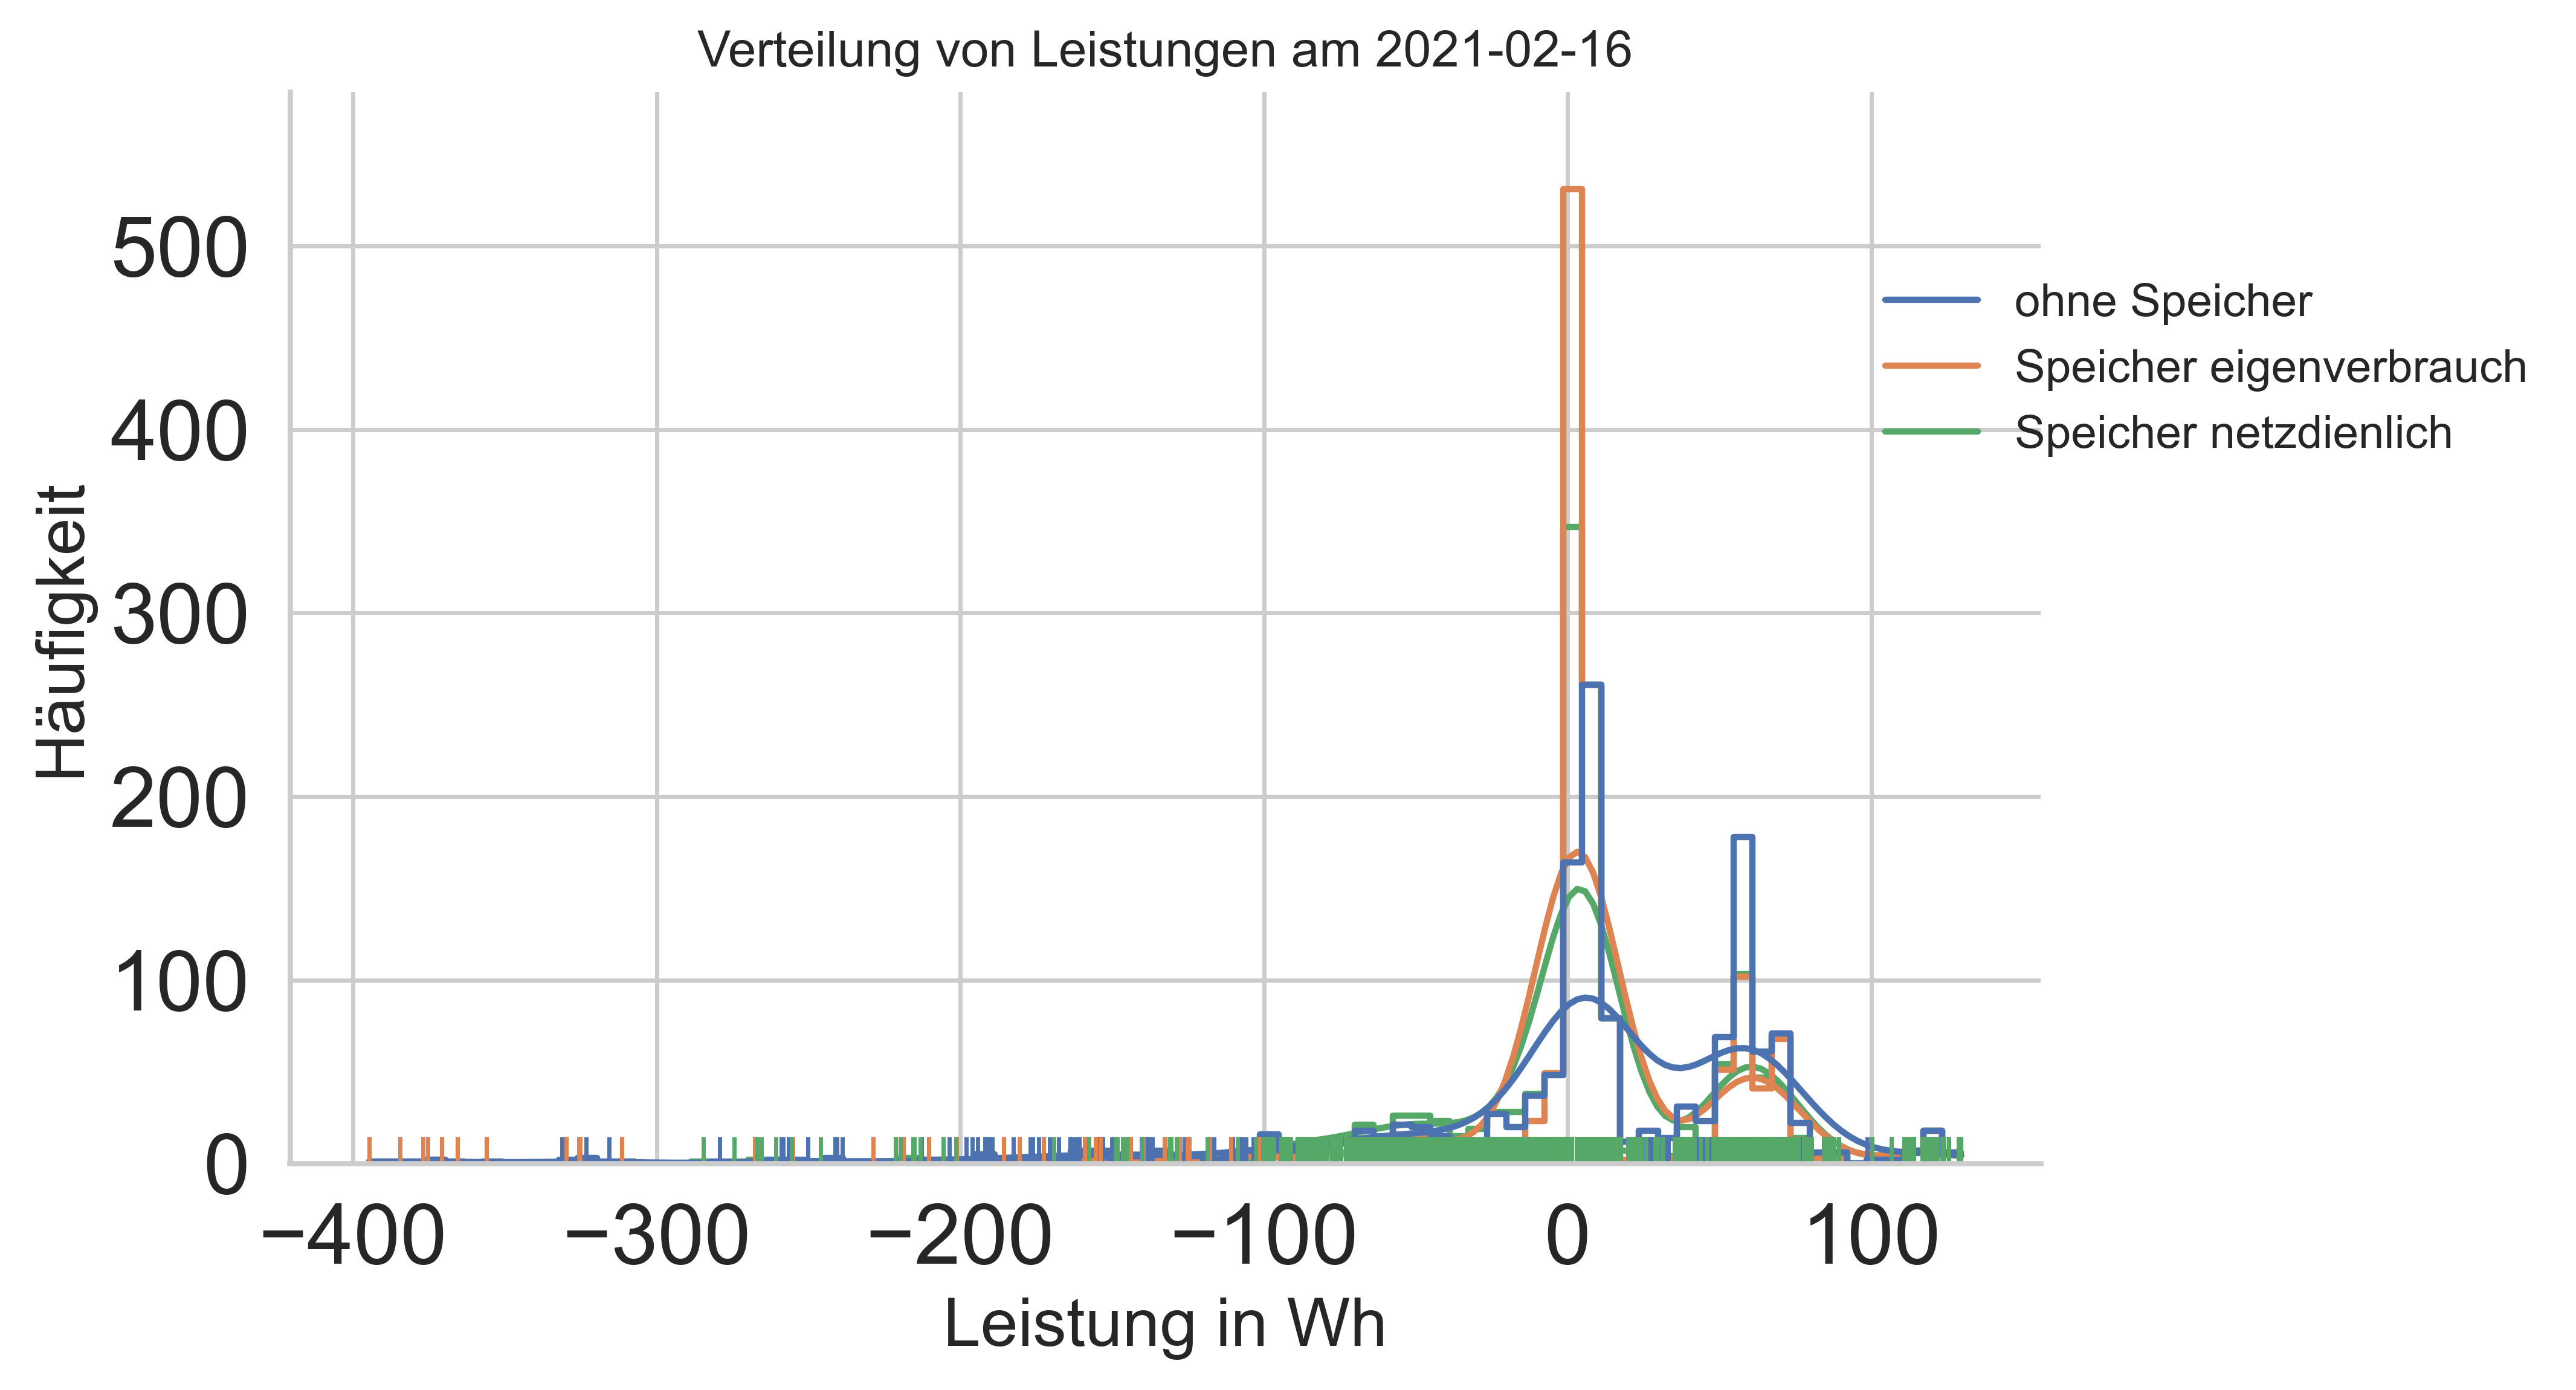 Verteilung von Leistungen am 2021-02-16
500
400
300
200
100
0
Häufigkeit
ohne Speicher
Speicher eigenverbrauch
Speicher netzdienlich
−400 −300 −200 −100 0 100
Leistung in Wh